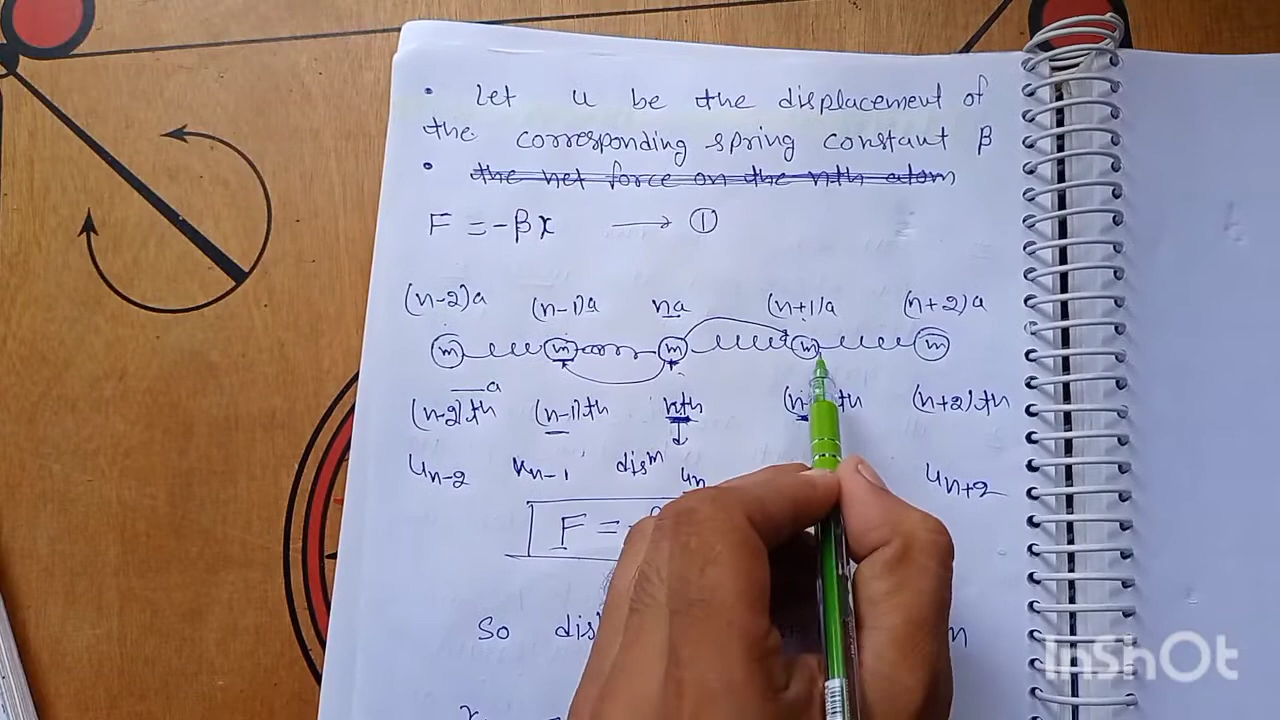 • Let u be the displacement of
the corresponding spring constant β
• the net force on the nth atom
F = -βx → ①
(n-2)a (n-1)a na (n+1)a (n+2)a
m m m m m
a
(n-2)th (n-1)th nth th (n+2)th
uₙ₋₂ uₙ₋₁ disᵐ uₙ uₙ₊₂
F = -
So
InShOt